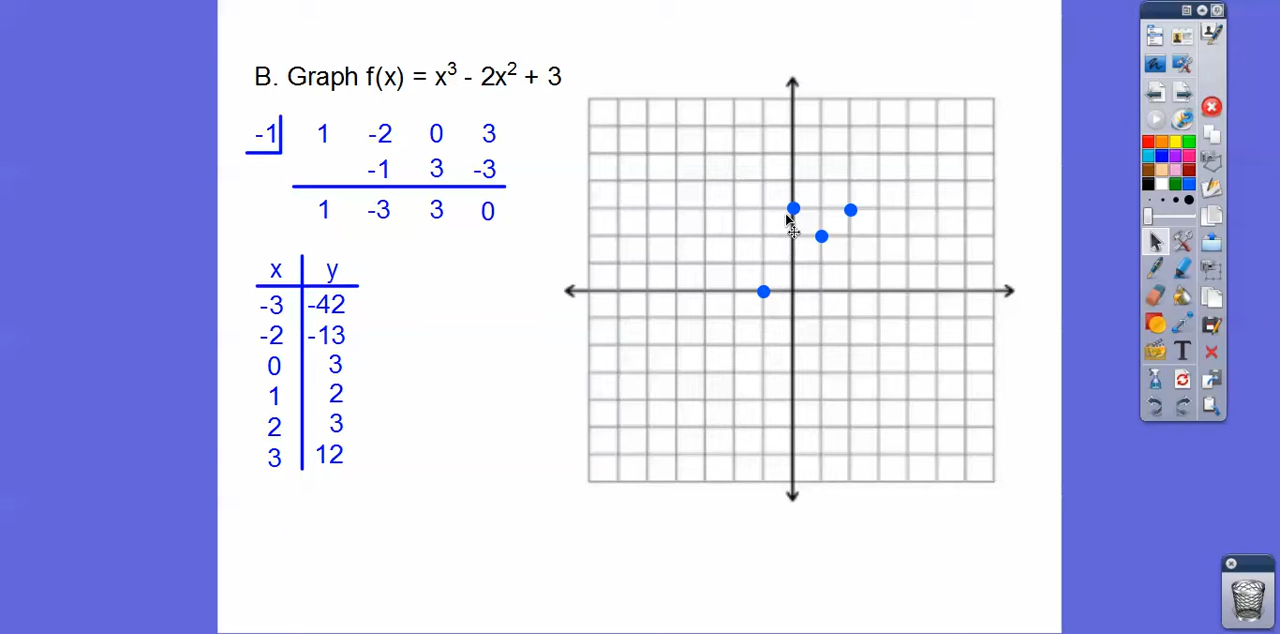 B. Graph f(x) = x³ - 2x² + 3
-1 1 -2 0 3
-1 3 -3
1 -3 3 0
x y
-3 -42
-2 -13
0 3
1 2
2 3
3 12
T